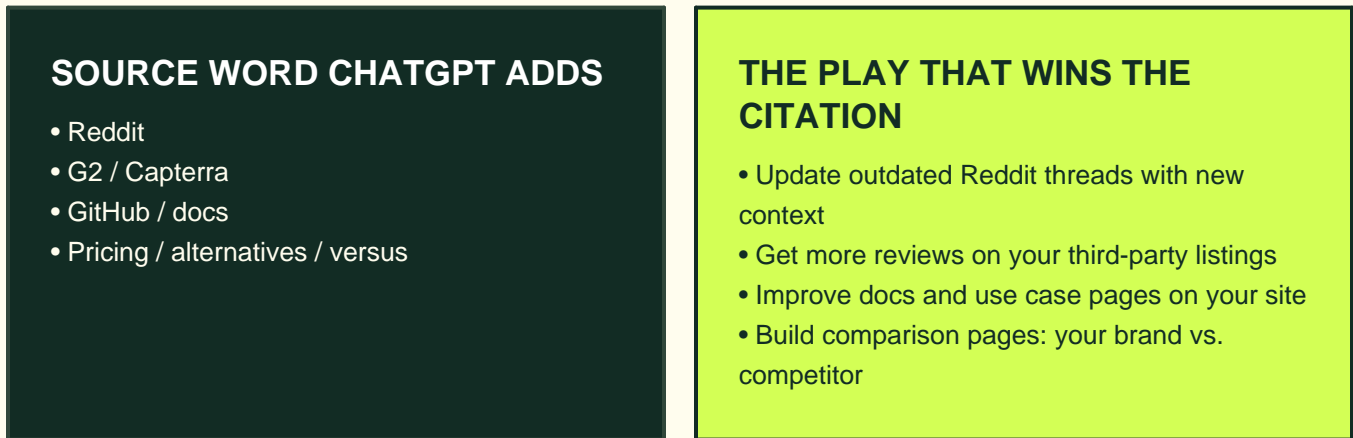 SOURCE WORD CHATGPT ADDS
• Reddit
• G2 / Capterra
• GitHub / docs
• Pricing / alternatives / versus
THE PLAY THAT WINS THE
CITATION
• Update outdated Reddit threads with new
context
• Get more reviews on your third-party listings
• Improve docs and use case pages on your site
• Build comparison pages: your brand vs.
competitor